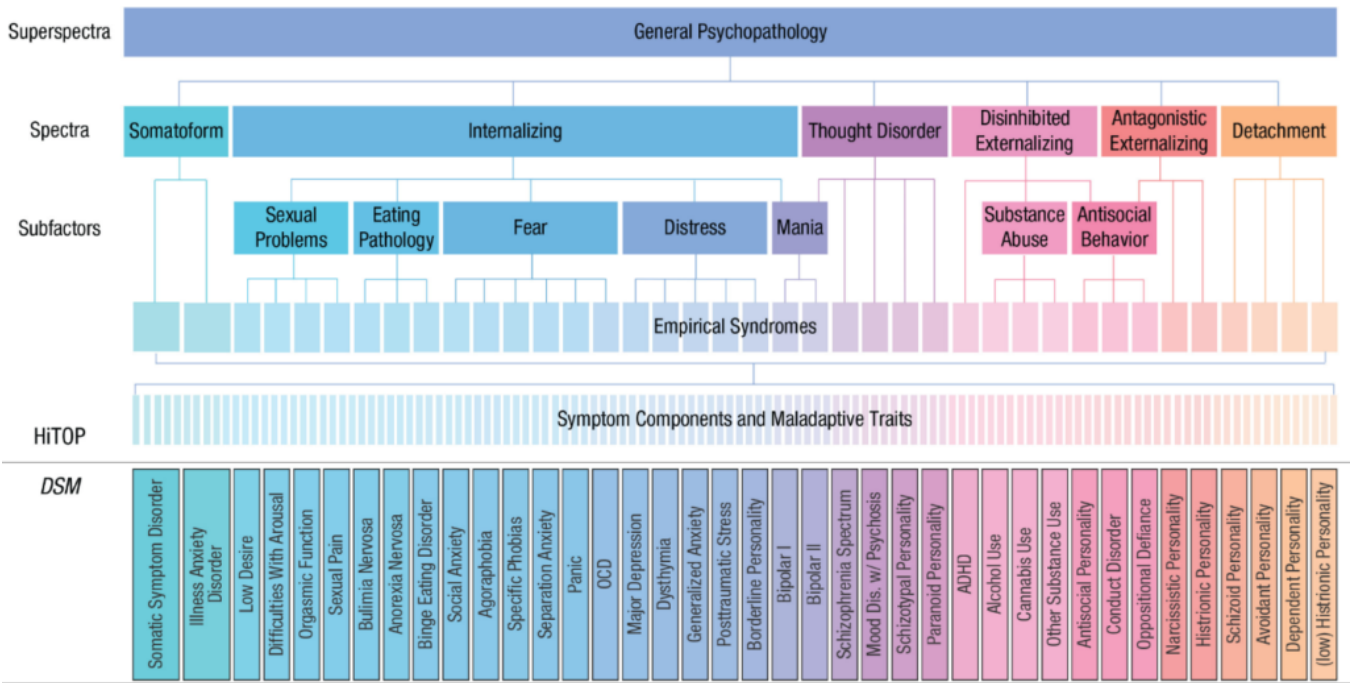 Superspectra
General Psychopathology
Spectra
Somatoform
Internalizing
Thought Disorder
Disinhibited
Externalizing
Antagonistic
Externalizing
Detachment
Subfactors
Sexual
Problems
Eating
Pathology
Fear
Distress
Mania
Substance
Abuse
Antisocial
Behavior
Empirical Syndromes
Symptom Components and Maladaptive Traits
HiTOP
DSM
Somatic Symptom Disorder
Illness Anxiety
Disorder
Low Desire
Difficulties With Arousal
Orgasmic Function
Sexual Pain
Bulimia Nervosa
Anorexia Nervosa
Binge Eating Disorder
Social Anxiety
Agoraphobia
Specific Phobias
Separation Anxiety
Panic
OCD
Major Depression
Dysthymia
Generalized Anxiety
Posttraumatic Stress
Borderline Personality
Bipolar I
Bipolar II
Schizophrenia Spectrum
Mood Dis. w/ Psychosis
Schizotypal Personality
Paranoid Personality
ADHD
Alcohol Use
Cannabis Use
Other Substance Use
Antisocial Personality
Conduct Disorder
Oppositional Defiance
Narcissistic Personality
Histrionic Personality
Schizoid Personality
Avoidant Personality
Dependent Personality
(low) Histrionic Personality